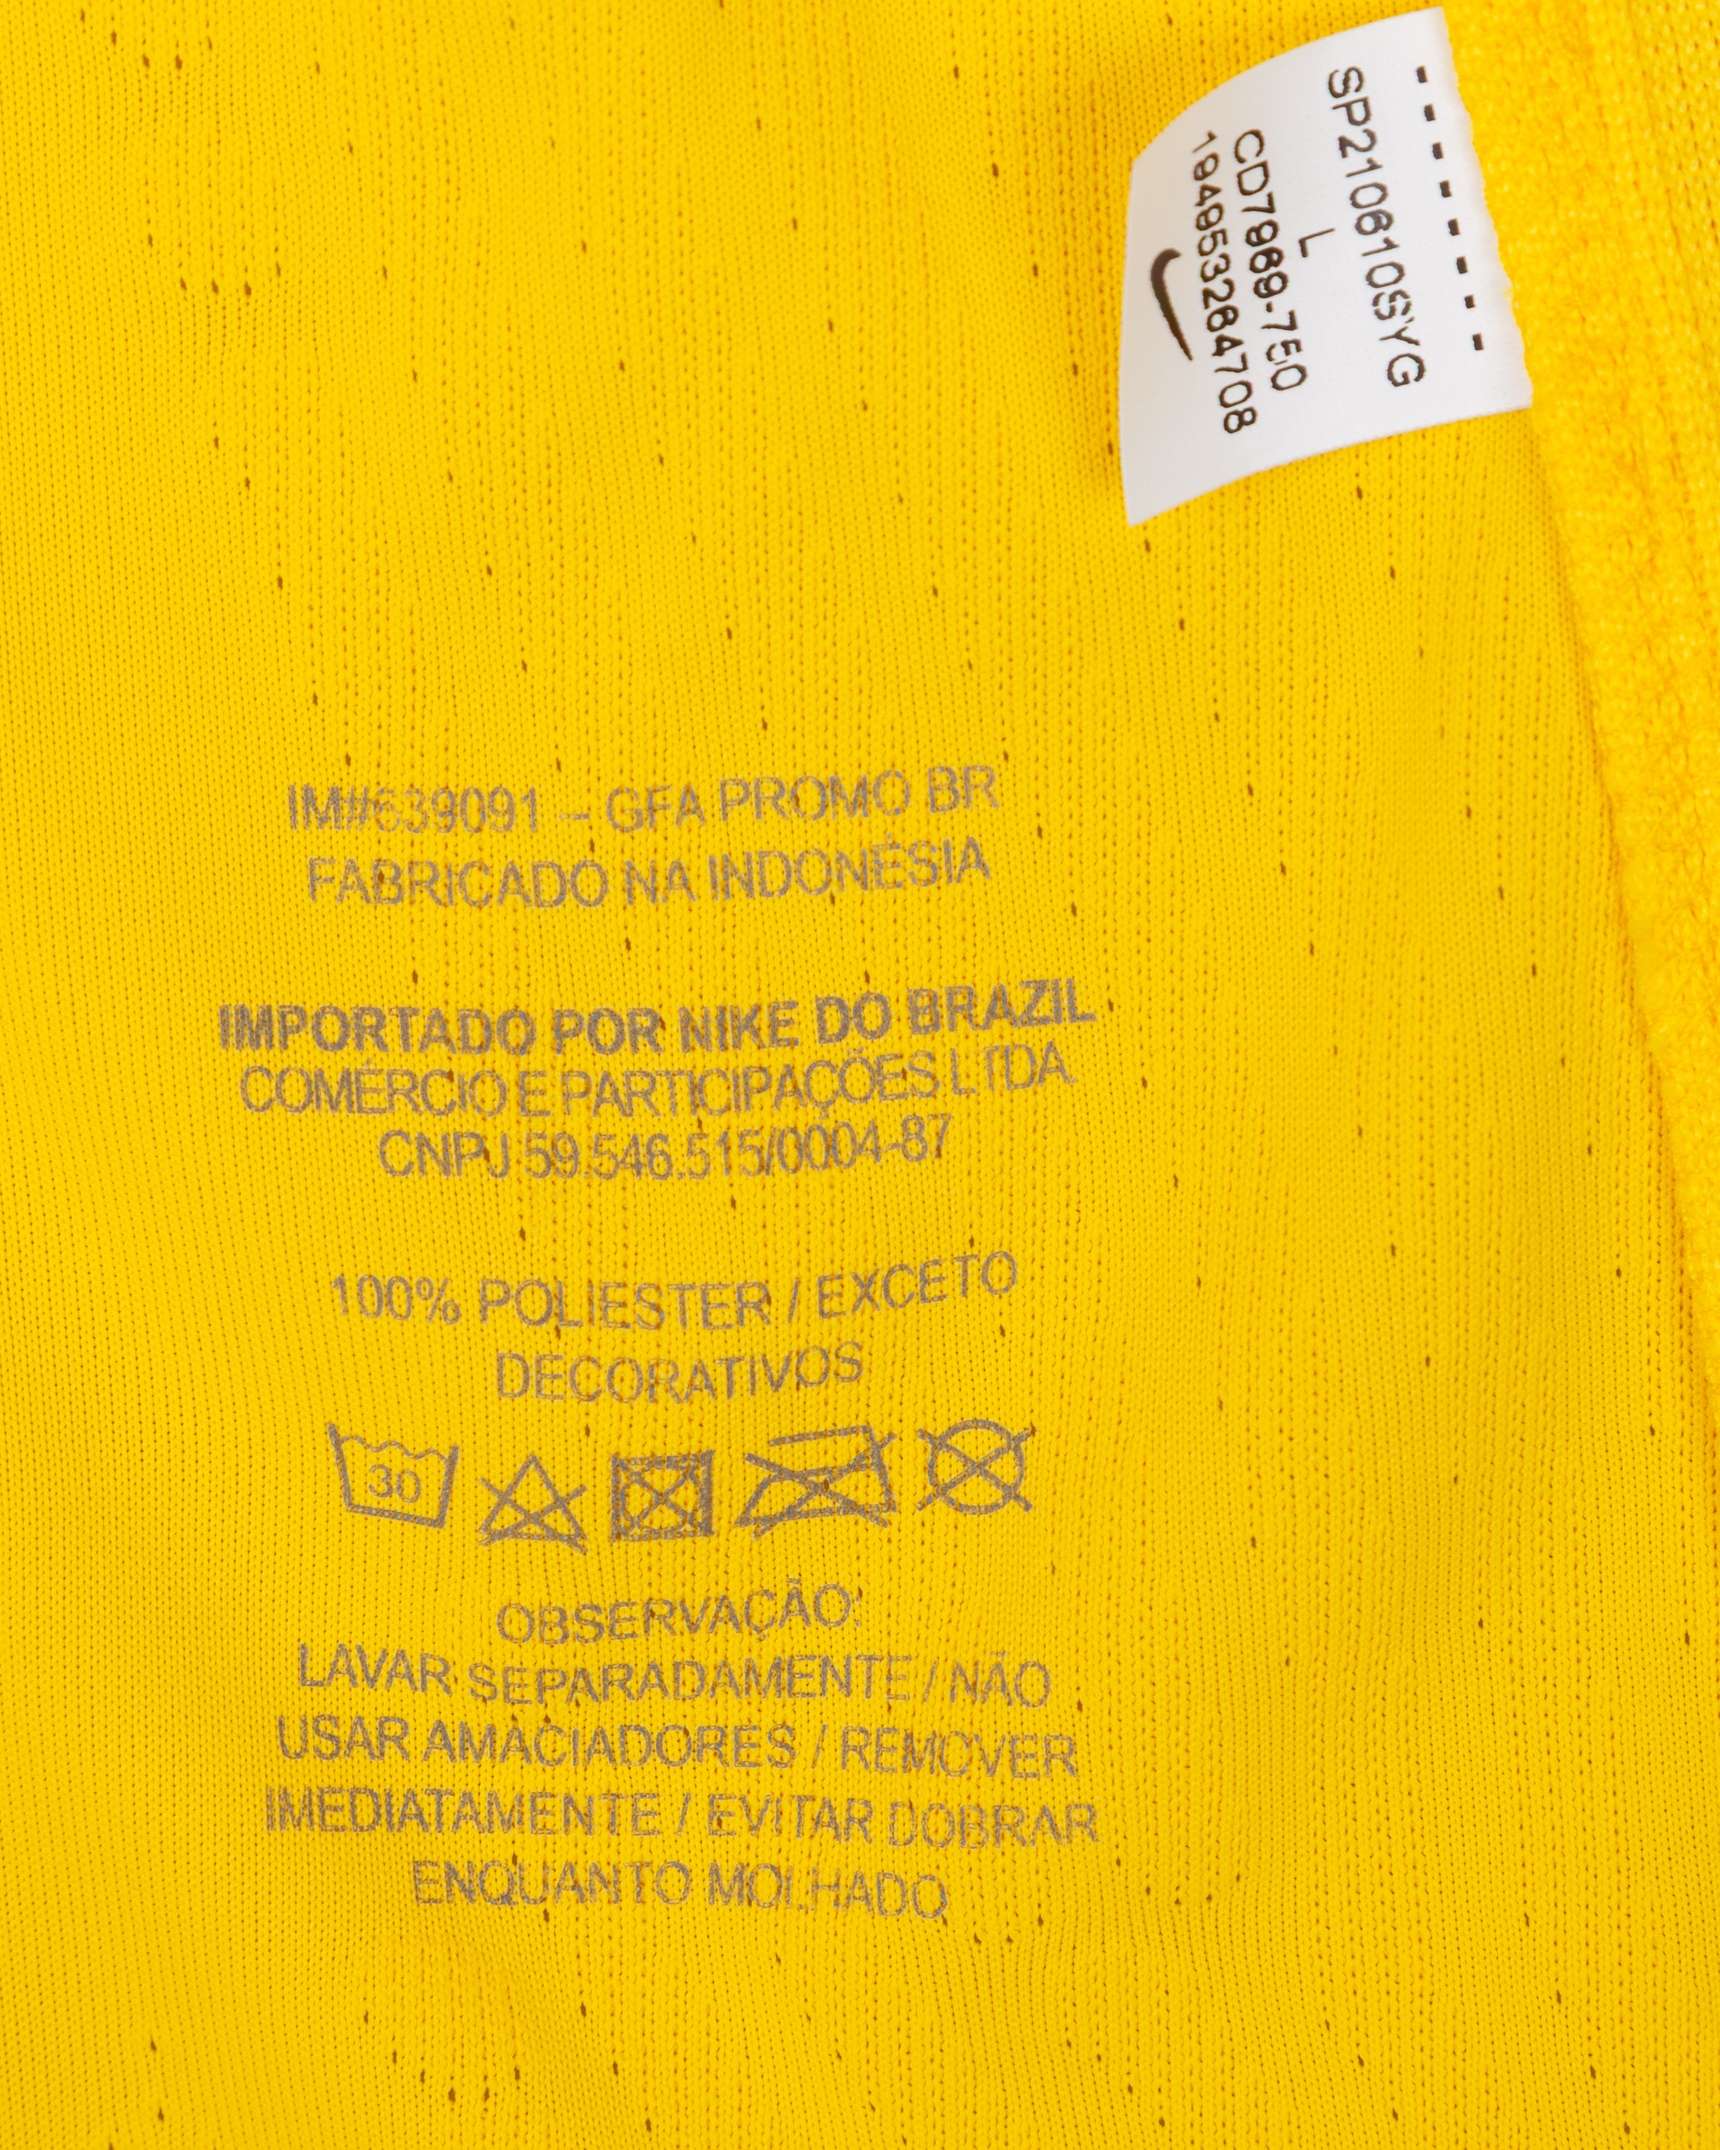 SP210610SYG
L
CD7989-750
194953284708
IM#639091 – GFA PROMO BR
FABRICADO NA INDONÉSIA
IMPORTADO POR NIKE DO BRAZIL
COMÉRCIO E PARTICIPAÇÕES LTDA
CNPJ 59.546.515/0004-87
100% POLIESTER / EXCETO
DECORATIVOS
30
OBSERVAÇÃO:
LAVAR SEPARADAMENTE / NÃO
USAR AMACIADORES / REMOVER
IMEDIATAMENTE / EVITAR DOBRAR
ENQUANTO MOLHADO